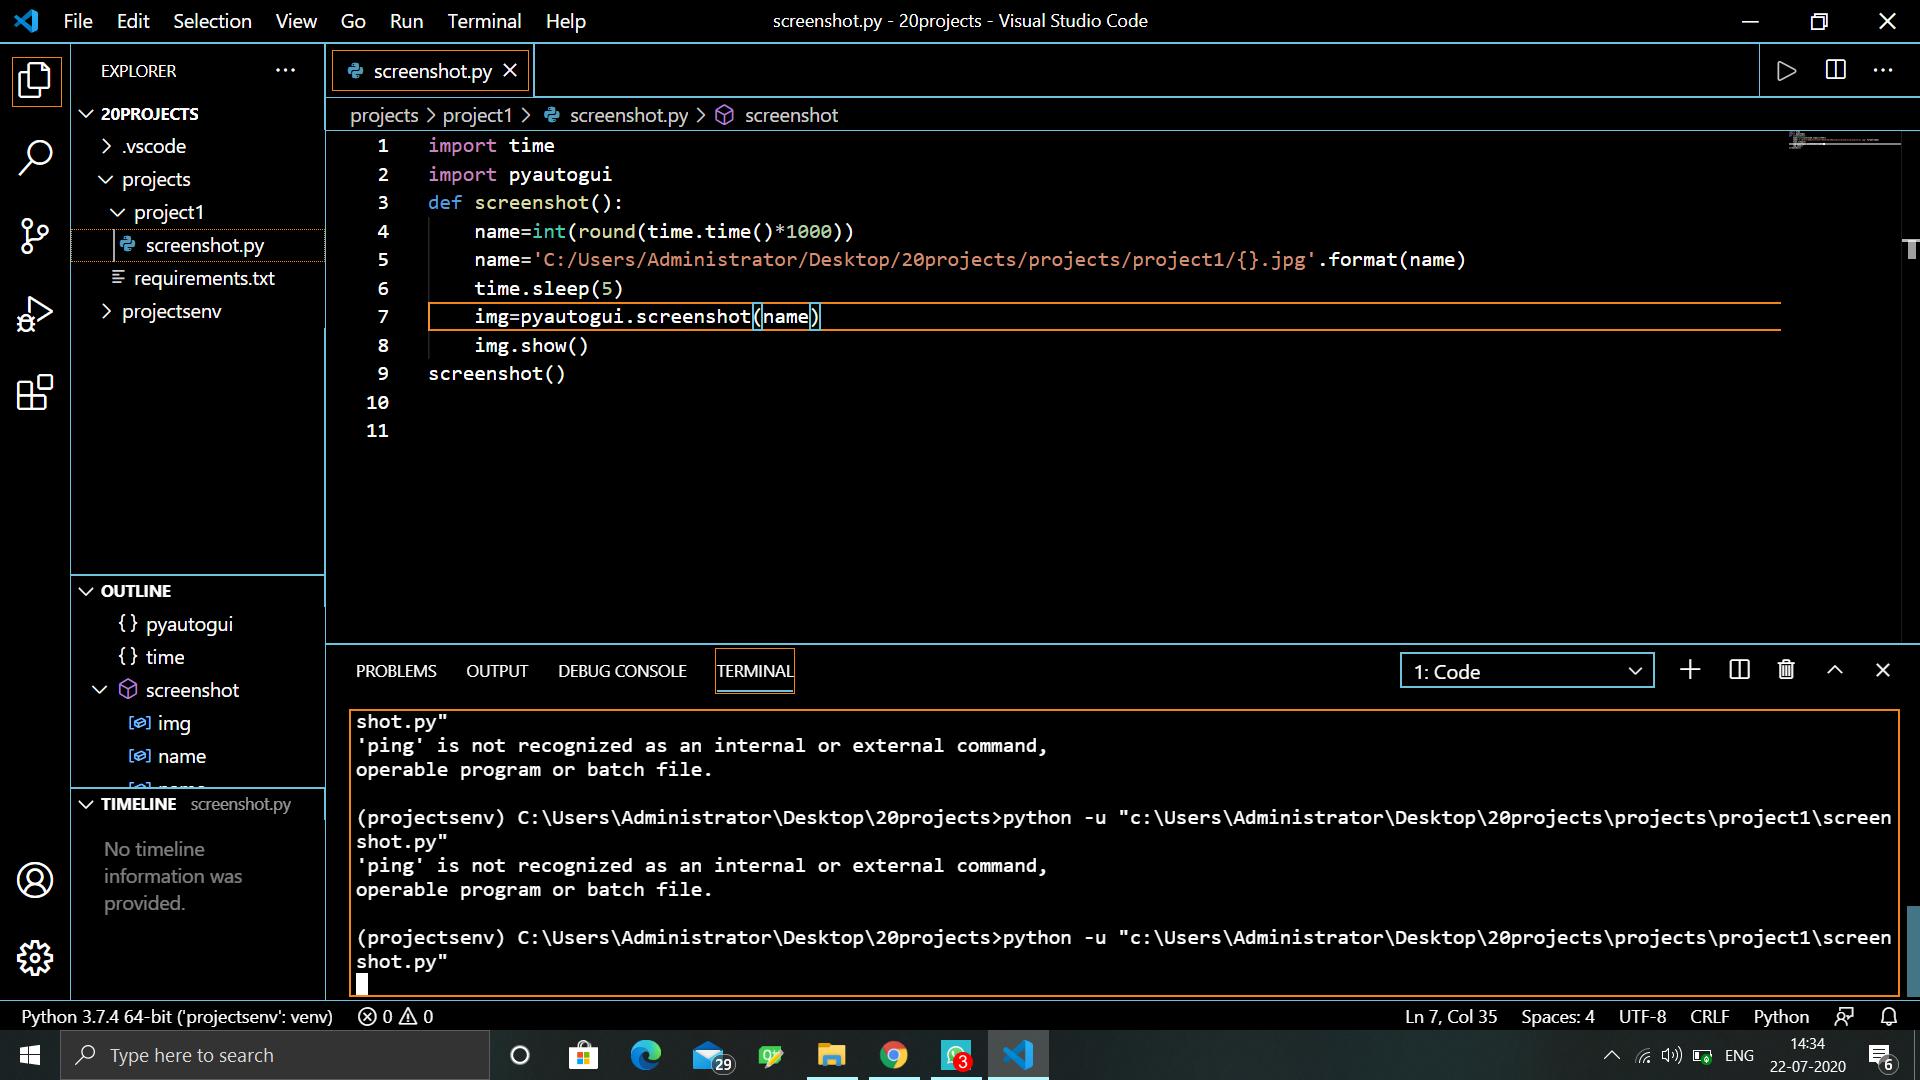 File Edit Selection View Go Run Terminal Help
screenshot.py - 20projects - Visual Studio Code
EXPLORER
20PROJECTS
.vscode
projects
project1
screenshot.py
requirements.txt
projectsenv
OUTLINE
pyautogui
time
screenshot
img
name
TIMELINE screenshot.py
No timeline
information was
provided.
screenshot.py
projects > project1 > screenshot.py > screenshot
1 import time
2 import pyautogui
3 def screenshot():
4 name=int(round(time.time()*1000))
5 name='C:/Users/Administrator/Desktop/20projects/projects/project1/{}.jpg'.format(name)
6 time.sleep(5)
7 img=pyautogui.screenshot(name)
8 img.show()
9 screenshot()
10
11
PROBLEMS OUTPUT DEBUG CONSOLE TERMINAL
1: Code
shot.py"
'ping' is not recognized as an internal or external command,
operable program or batch file.
(projectsenv) C:\Users\Administrator\Desktop\20projects>python -u "c:\Users\Administrator\Desktop\20projects\projects\project1\screen
shot.py"
'ping' is not recognized as an internal or external command,
operable program or batch file.
(projectsenv) C:\Users\Administrator\Desktop\20projects>python -u "c:\Users\Administrator\Desktop\20projects\projects\project1\screen
shot.py"
Python 3.7.4 64-bit ('projectsenv': venv) 0 0
Ln 7, Col 35 Spaces: 4 UTF-8 CRLF Python
Type here to search
29
3
ENG
14:34
22-07-2020
6